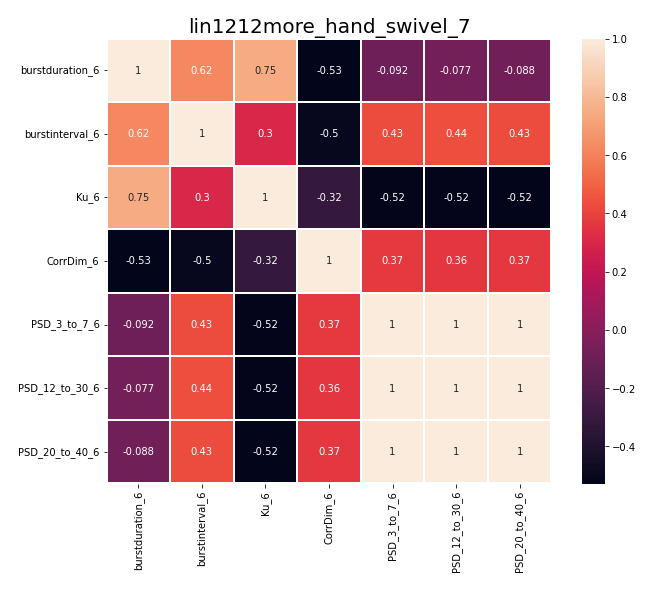 lin1212more_hand_swivel_7
burstduration_6 1 0.62 0.75 -0.53 -0.092 -0.077 -0.088
burstinterval_6 0.62 1 0.3 -0.5 0.43 0.44 0.43
Ku_6 0.75 0.3 1 -0.32 -0.52 -0.52 -0.52
CorrDim_6 -0.53 -0.5 -0.32 1 0.37 0.36 0.37
PSD_3_to_7_6 -0.092 0.43 -0.52 0.37 1 1 1
PSD_12_to_30_6 -0.077 0.44 -0.52 0.36 1 1 1
PSD_20_to_40_6 -0.088 0.43 -0.52 0.37 1 1 1
burstduration_6
burstinterval_6
Ku_6
CorrDim_6
PSD_3_to_7_6
PSD_12_to_30_6
PSD_20_to_40_6
1.0
0.8
0.6
0.4
0.2
0.0
−0.2
−0.4